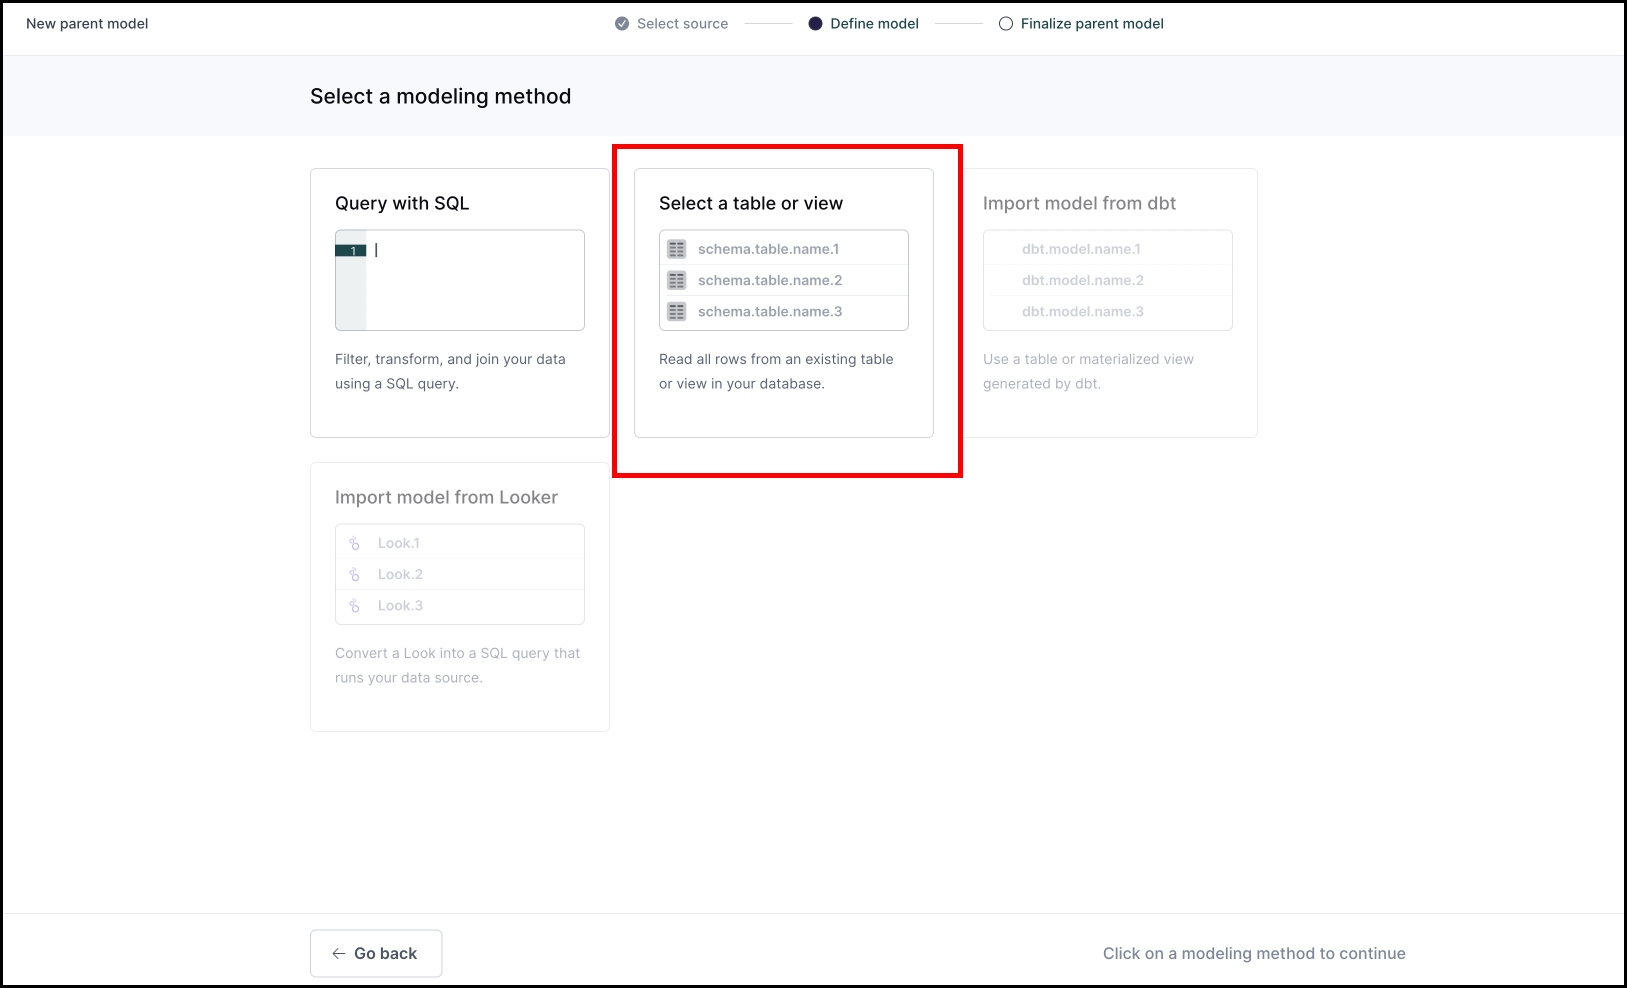 New parent model
Select source
Define model
Finalize parent model
Select a modeling method
Query with SQL
1
Filter, transform, and join your data
using a SQL query.
Select a table or view
schema.table.name.1
schema.table.name.2
schema.table.name.3
Read all rows from an existing table
or view in your database.
Import model from dbt
dbt.model.name.1
dbt.model.name.2
dbt.model.name.3
Use a table or materialized view
generated by dbt.
Import model from Looker
Look.1
Look.2
Look.3
Convert a Look into a SQL query that
runs your data source.
← Go back
Click on a modeling method to continue